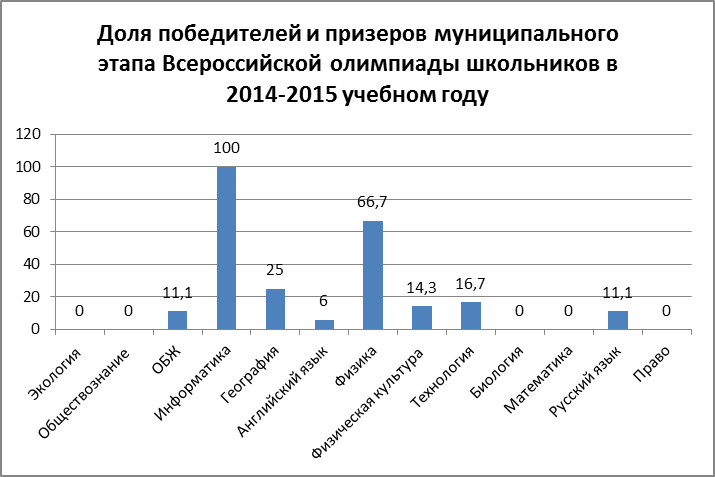 Доля победителей и призеров муниципального
этапа Всероссийской олимпиады школьников в
2014-2015 учебном году
120
100
80
60
40
20
0
0
0
11,1
100
25
6
66,7
14,3
16,7
0
0
11,1
0
Экология
Обществознание
ОБЖ
Информатика
География
Английский язык
Физика
Физическая культура
Технология
Биология
Математика
Русский язык
Право